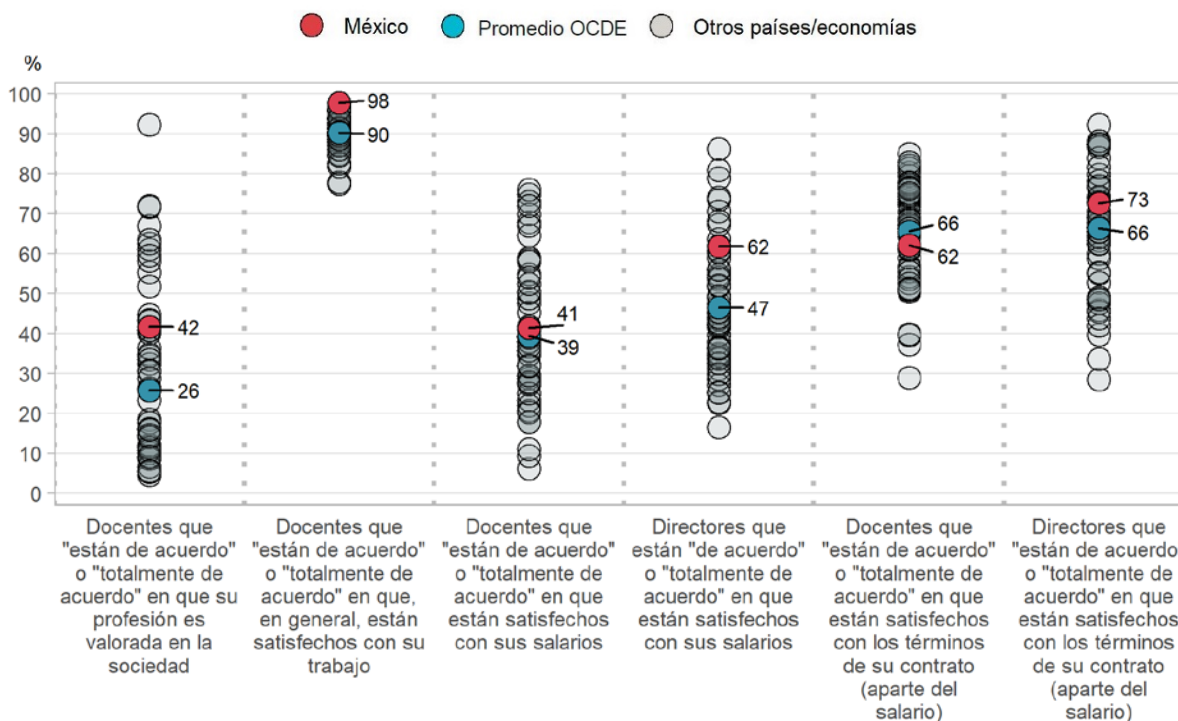 México
Promedio OCDE
Otros países/economías
%
100
90
80
70
60
50
40
30
20
10
0
42
26
98
90
41
39
62
47
66
62
73
66
Docentes que
"están de acuerdo"
o "totalmente de
acuerdo" en que su
profesión es
valorada en la
sociedad
Docentes que
"están de acuerdo"
o "totalmente de
acuerdo" en que,
en general, están
satisfechos con su
trabajo
Docentes que
"están de acuerdo"
o "totalmente de
acuerdo" en que
están satisfechos
con sus salarios
Directores que
están "de acuerdo"
o "totalmente de
acuerdo" en que
están satisfechos
con sus salarios
Docentes que
"están de acuerdo"
o "totalmente de
acuerdo" en que
están satisfechos
con los términos
de su contrato
(aparte del
salario)
Directores que
"están de acuerdo"
o "totalmente de
acuerdo" en que
están satisfechos
con los términos
de su contrato
(aparte del
salario)